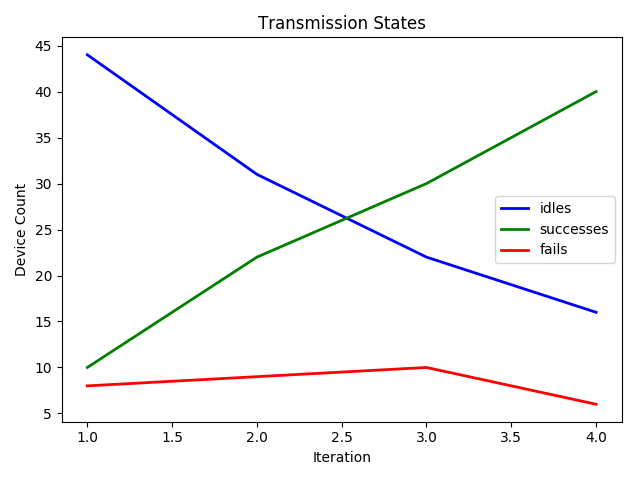 Transmission States
Device Count
45
40
35
30
25
20
15
10
5
idles
successes
fails
1.0 1.5 2.0 2.5 3.0 3.5 4.0
Iteration